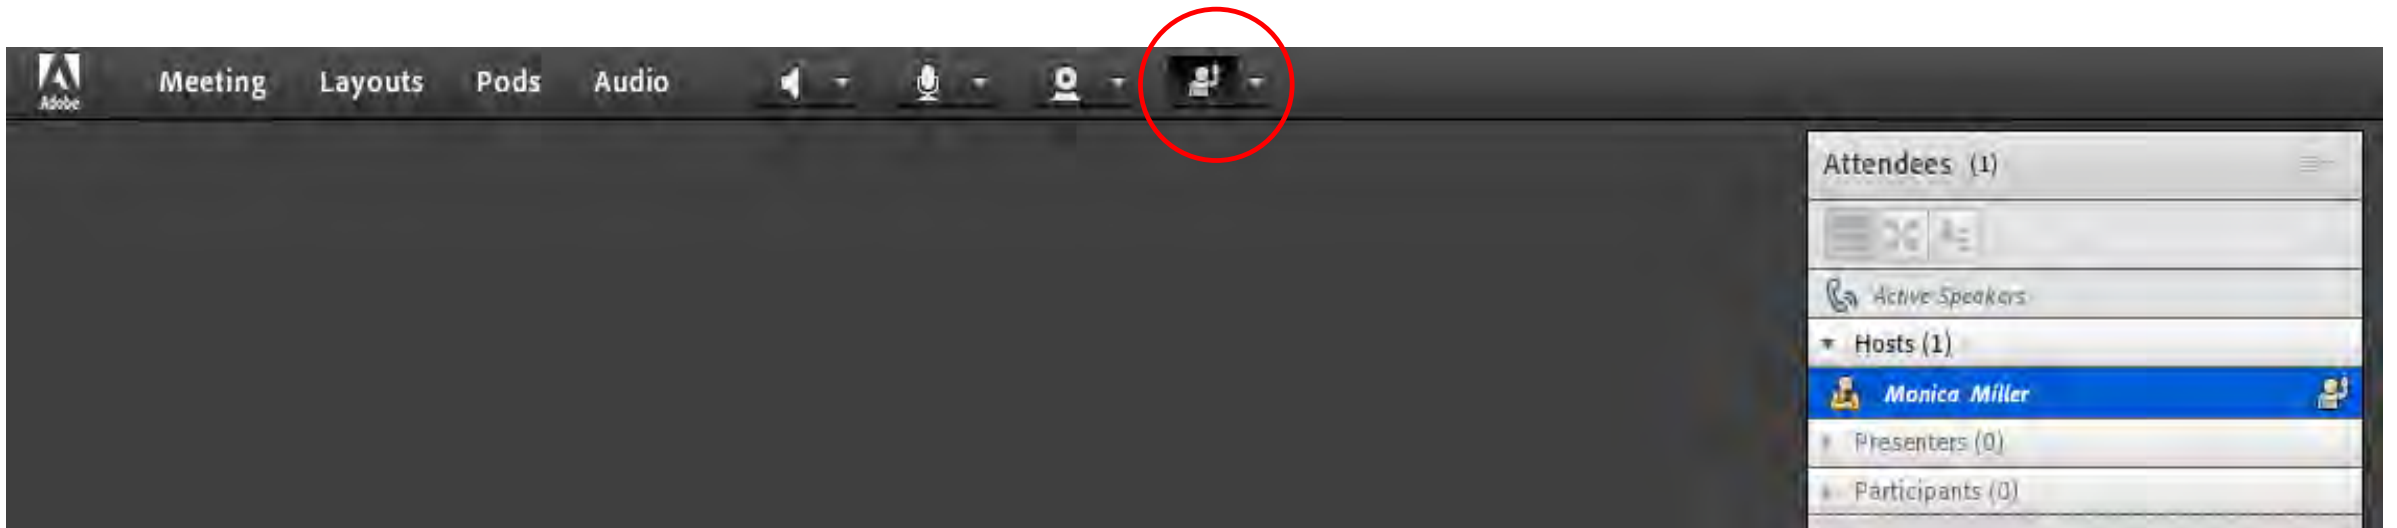 Adobe
Meeting Layouts Pods Audio
Attendees (1)
Active Speakers
Hosts (1)
Monica Miller
Presenters (0)
Participants (0)